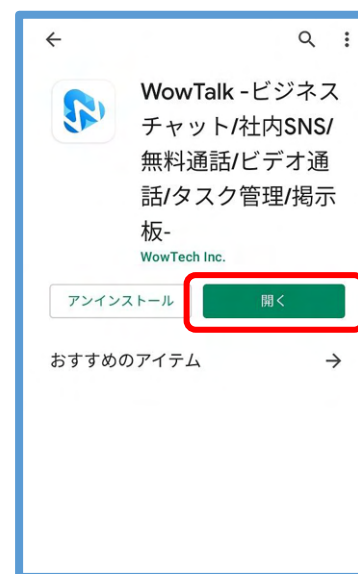 WowTalk -ビジネス
チャット/社内SNS/
無料通話/ビデオ通
話/タスク管理/掲示
板-
WowTech Inc.
アンインストール 開く
おすすめのアイテム